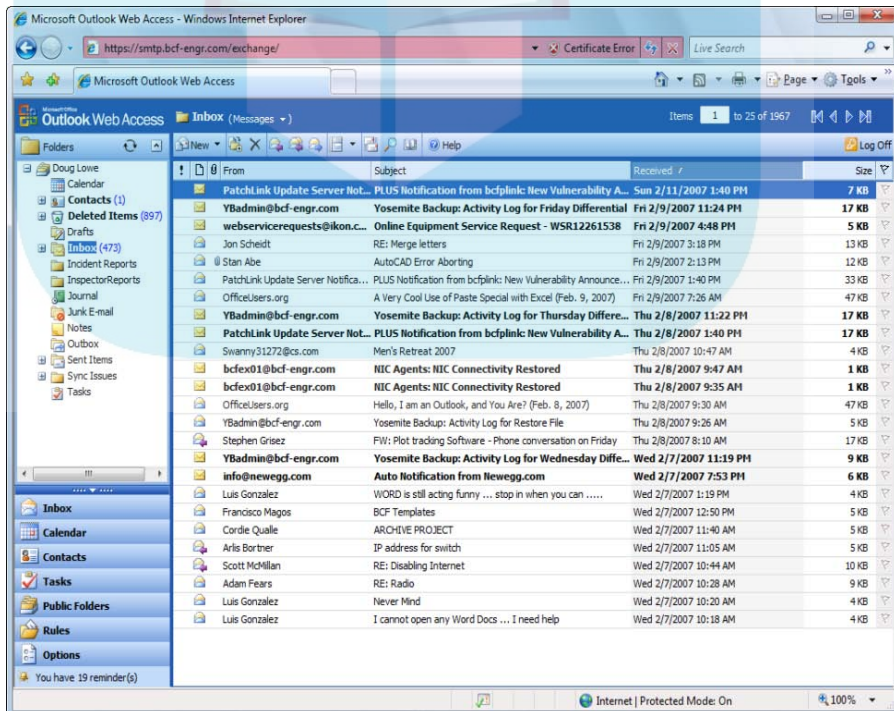 Microsoft Outlook Web Access - Windows Internet Explorer
https://smtp.bcf-engr.com/exchange/ Certificate Error Live Search
Microsoft Outlook Web Access Page Tools
Microsoft Office
Outlook Web Access Inbox (Messages) Items 1 to 25 of 1967
Folders New Help Log Off
! From Subject Received Size
Doug Lowe
Calendar
Contacts (1)
Deleted Items (897)
Drafts
Inbox (473)
Incident Reports
InspectorReports
Journal
Junk E-mail
Notes
Outbox
Sent Items
Sync Issues
Tasks
PatchLink Update Server Not... PLUS Notification from bcfplink: New Vulnerability A... Sun 2/11/2007 1:40 PM 7 KB
YBadmin@bcf-engr.com Yosemite Backup: Activity Log for Friday Differential Fri 2/9/2007 11:24 PM 17 KB
webservicerequests@ikon.c... Online Equipment Service Request - WSR12261538 Fri 2/9/2007 4:48 PM 5 KB
Jon Scheidt RE: Merge letters Fri 2/9/2007 3:18 PM 13 KB
Stan Abe AutoCAD Error Aborting Fri 2/9/2007 2:13 PM 12 KB
PatchLink Update Server Notifica... PLUS Notification from bcfplink: New Vulnerability Announce... Fri 2/9/2007 1:40 PM 33 KB
OfficeUsers.org A Very Cool Use of Paste Special with Excel (Feb. 9, 2007) Fri 2/9/2007 7:26 AM 47 KB
YBadmin@bcf-engr.com Yosemite Backup: Activity Log for Thursday Differe... Thu 2/8/2007 11:22 PM 17 KB
PatchLink Update Server Not... PLUS Notification from bcfplink: New Vulnerability A... Thu 2/8/2007 1:40 PM 17 KB
Swanny31272@cs.com Men's Retreat 2007 Thu 2/8/2007 10:47 AM 4 KB
bcfex01@bcf-engr.com NIC Agents: NIC Connectivity Restored Thu 2/8/2007 9:47 AM 1 KB
bcfex01@bcf-engr.com NIC Agents: NIC Connectivity Restored Thu 2/8/2007 9:35 AM 1 KB
OfficeUsers.org Hello, I am an Outlook, and You Are? (Feb. 8, 2007) Thu 2/8/2007 9:30 AM 47 KB
YBadmin@bcf-engr.com Yosemite Backup: Activity Log for Restore File Thu 2/8/2007 9:26 AM 5 KB
Stephen Grisez FW: Plot tracking Software - Phone conversation on Friday Thu 2/8/2007 8:10 AM 17 KB
YBadmin@bcf-engr.com Yosemite Backup: Activity Log for Wednesday Diffe... Wed 2/7/2007 11:19 PM 9 KB
info@newegg.com Auto Notification from Newegg.com Wed 2/7/2007 7:53 PM 6 KB
Luis Gonzalez WORD is still acting funny ... stop in when you can ..... Wed 2/7/2007 1:19 PM 4 KB
Francisco Magos BCF Templates Wed 2/7/2007 12:50 PM 5 KB
Cordie Qualle ARCHIVE PROJECT Wed 2/7/2007 11:40 AM 5 KB
Arlis Bortner IP address for switch Wed 2/7/2007 11:05 AM 5 KB
Scott McMillan RE: Disabling Internet Wed 2/7/2007 10:44 AM 10 KB
Adam Fears RE: Radio Wed 2/7/2007 10:28 AM 9 KB
Luis Gonzalez Never Mind Wed 2/7/2007 10:20 AM 4 KB
Luis Gonzalez I cannot open any Word Docs ... I need help Wed 2/7/2007 10:18 AM 4 KB
Inbox
Calendar
Contacts
Tasks
Public Folders
Rules
Options
You have 19 reminder(s)
Internet | Protected Mode: On 100%